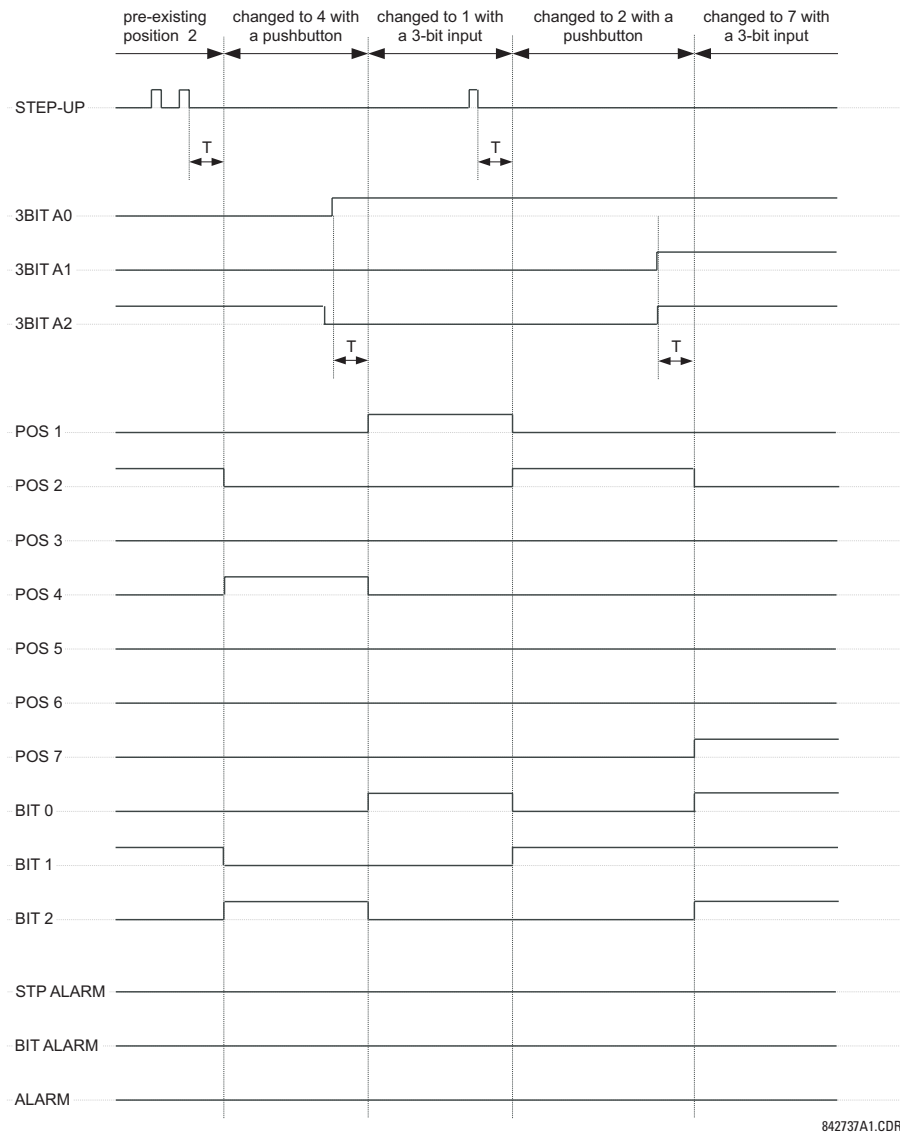 pre-existing
position 2
changed to 4 with
a pushbutton
changed to 1 with
a 3-bit input
changed to 2 with a
pushbutton
changed to 7 with
a 3-bit input
STEP-UP
T
T
3BIT A0
3BIT A1
3BIT A2
T
T
POS 1
POS 2
POS 3
POS 4
POS 5
POS 6
POS 7
BIT 0
BIT 1
BIT 2
STP ALARM
BIT ALARM
ALARM
842737A1.CDR